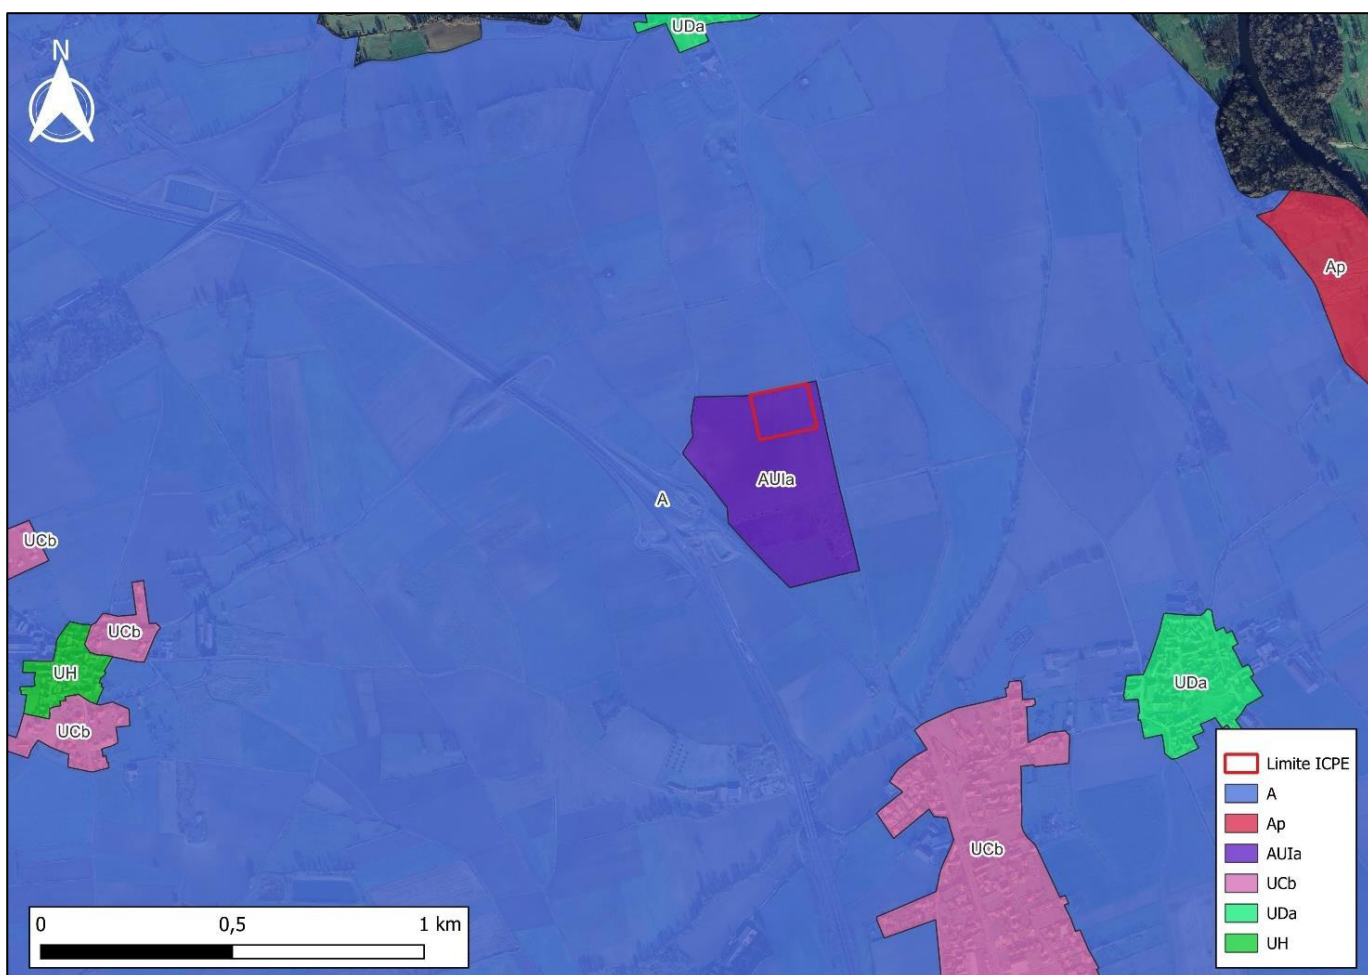 UDa
N
Ap
AUIa
A
UCb
UCb
UH
UDa
UCb
UCb
Limite ICPE
A
Ap
AUIa
UCb
UDa
UH
0 0,5 1 km